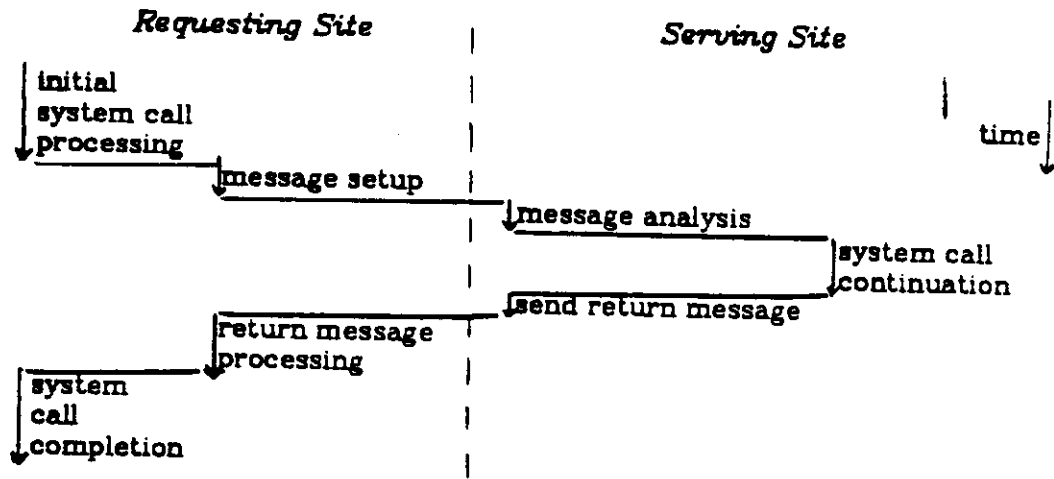 Requesting Site
Serving Site
initial
system call
processing
time
message setup
message analysis
system call
continuation
send return message
return message
processing
system
call
completion